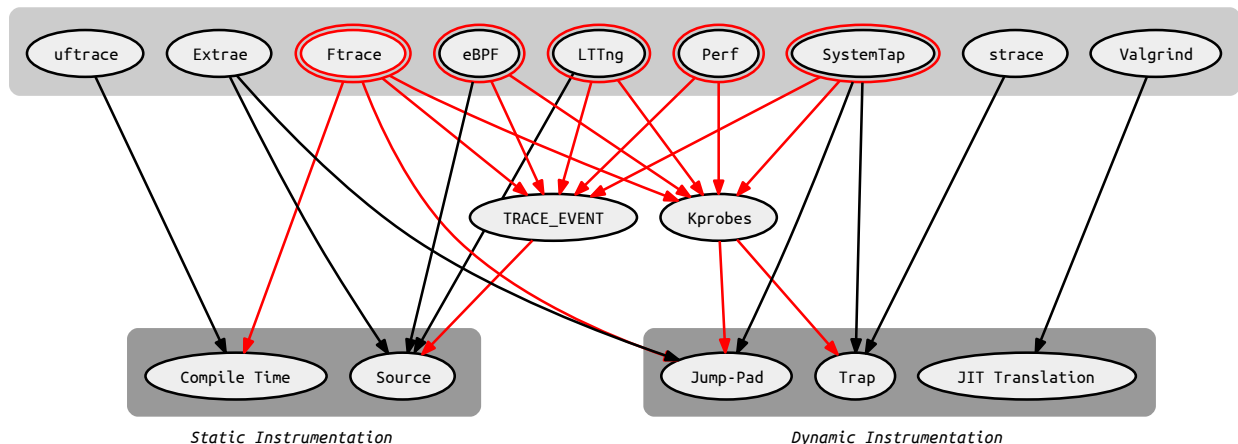 uftrace Extrae Ftrace eBPF LTTng Perf SystemTap strace Valgrind
TRACE_EVENT Kprobes
Compile Time Source Jump-Pad Trap JIT Translation
Static Instrumentation Dynamic Instrumentation